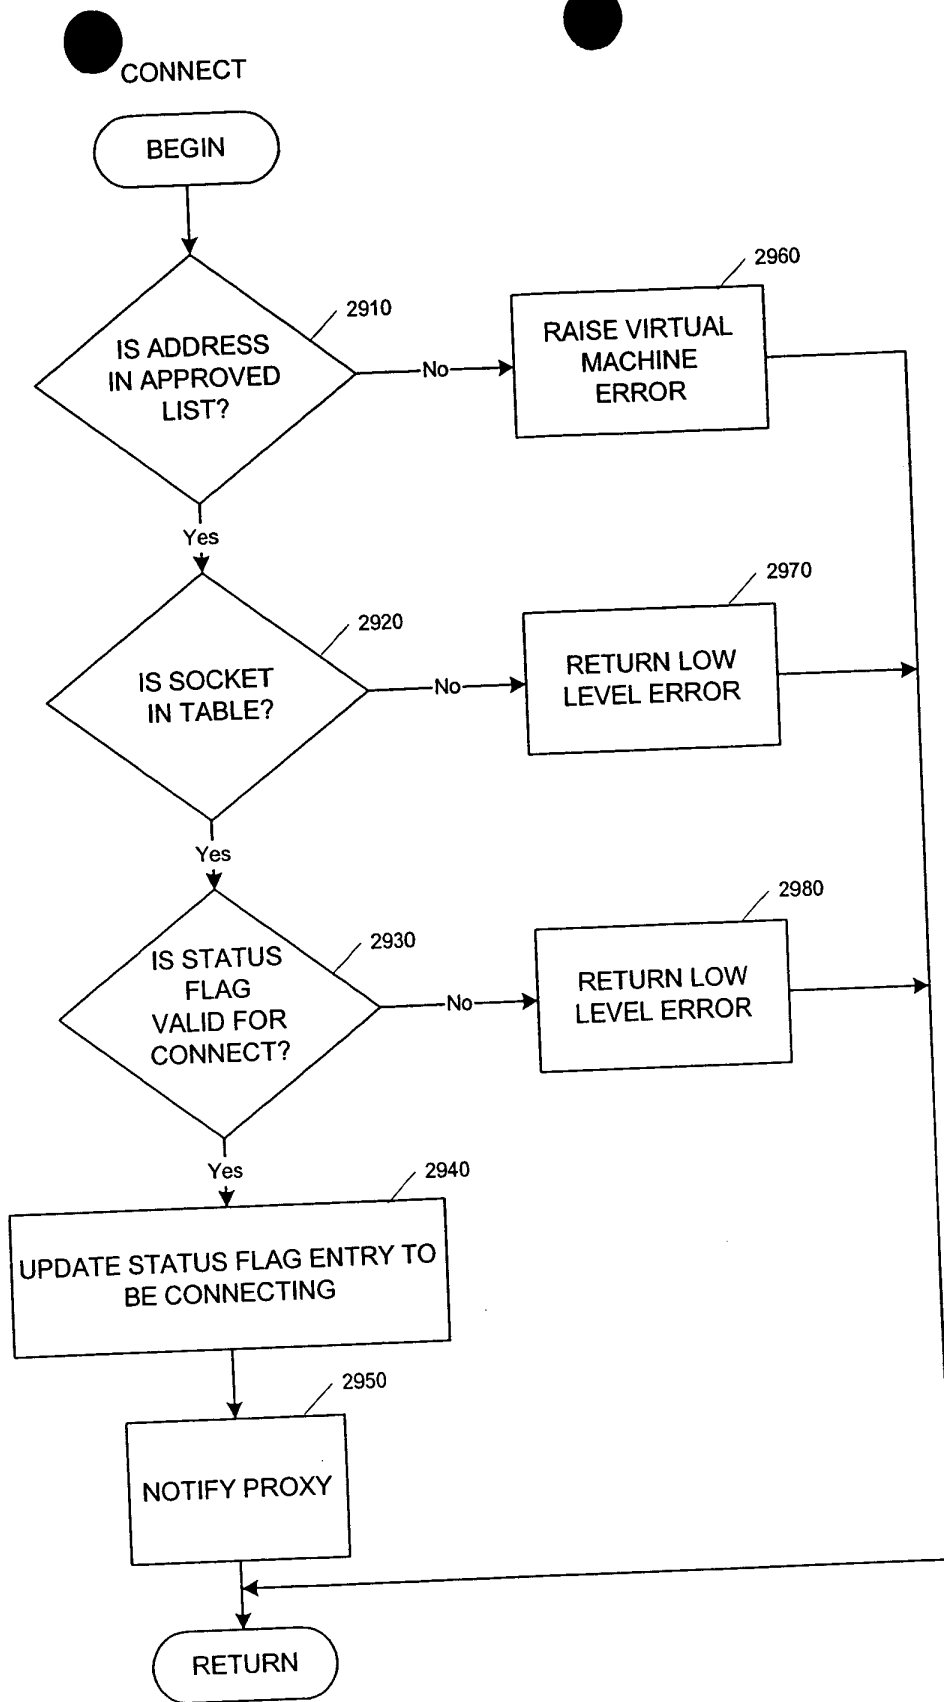 CONNECT
BEGIN
2960
2910
RAISE VIRTUAL
MACHINE
ERROR
IS ADDRESS
IN APPROVED
LIST?
No
Yes
2970
2920
RETURN LOW
LEVEL ERROR
IS SOCKET
IN TABLE?
No
Yes
2980
2930
RETURN LOW
LEVEL ERROR
IS STATUS
FLAG
VALID FOR
CONNECT?
No
Yes
2940
UPDATE STATUS FLAG ENTRY TO
BE CONNECTING
2950
NOTIFY PROXY
RETURN